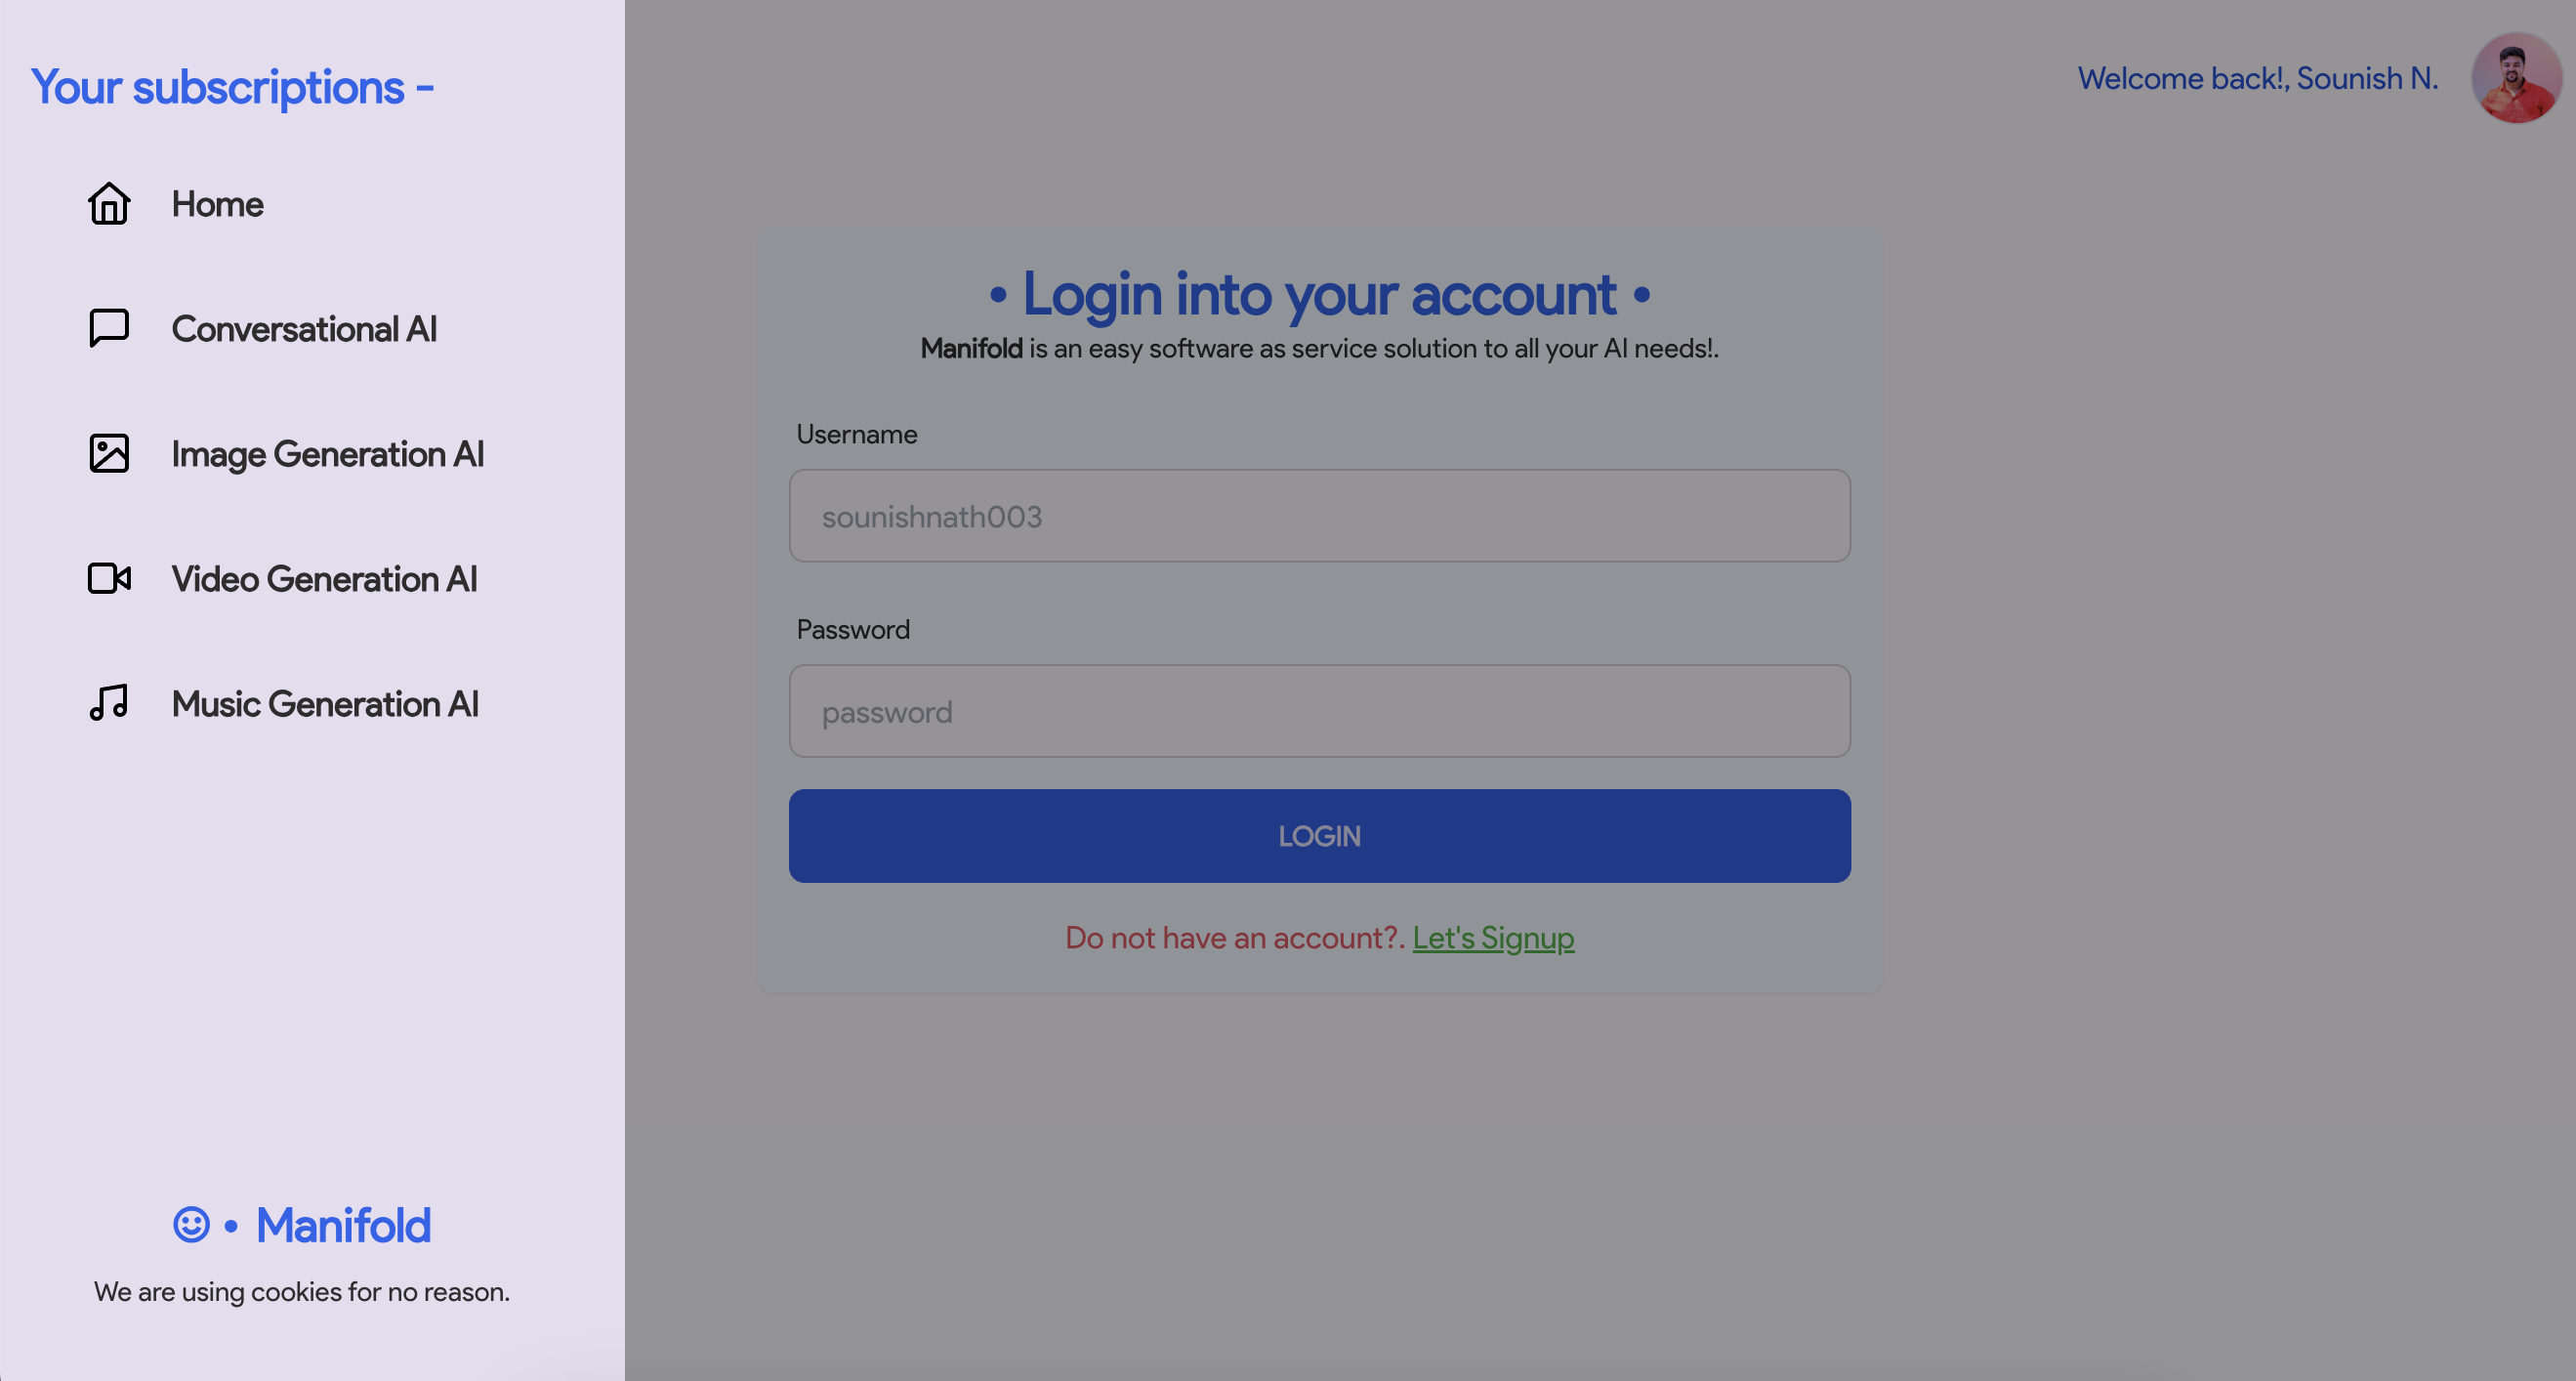 Your subscriptions -
Home
Conversational AI
Image Generation AI
Video Generation AI
Music Generation AI
• Manifold
We are using cookies for no reason.
Welcome back!, Sounish N.
• Login into your account •
Manifold is an easy software as service solution to all your AI needs!.
Username
sounishnath003
Password
password
LOGIN
Do not have an account?. Let's Signup